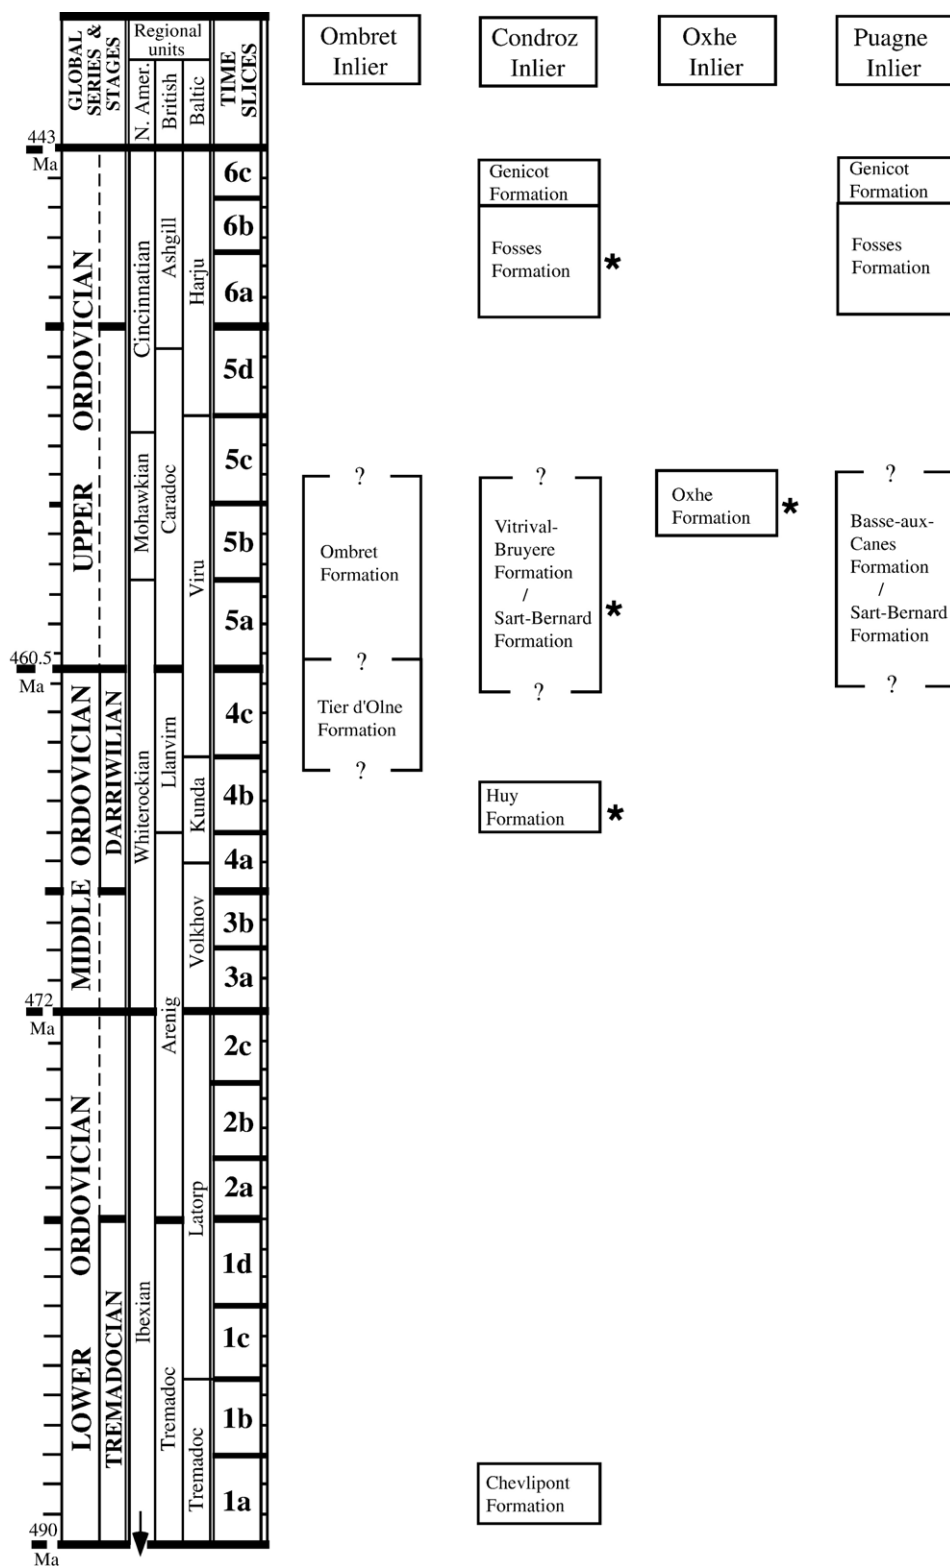 GLOBAL
SERIES &
STAGES
Regional
units
N. Amer.
British
Baltic
TIME
SLICES
Ombret
Inlier
Condroz
Inlier
Oxhe
Inlier
Puagne
Inlier
443
Ma
460.5
Ma
472
Ma
490
Ma
UPPER ORDOVICIAN
MIDDLE ORDOVICIAN
DARRIWILIAN
LOWER ORDOVICIAN
TREMADOCIAN
Cincinnatian
Mohawkian
Whiterockian
Ibexian
Ashgill
Caradoc
Llanvirn
Arenig
Tremadoc
Harju
Viru
Kunda
Volkhov
Latorp
Tremadoc
6c
6b
6a
5d
5c
5b
5a
4c
4b
4a
3b
3a
2c
2b
2a
1d
1c
1b
1a
?
Ombret
Formation
?
Tier d'Olne
Formation
?
Genicot
Formation
Fosses
Formation
*
?
Vitrival-
Bruyere
Formation
/
Sart-Bernard
Formation
*
?
Huy
Formation
*
Chevlipont
Formation
Oxhe
Formation
*
Genicot
Formation
Fosses
Formation
?
Basse-aux-
Canes
Formation
/
Sart-Bernard
Formation
?